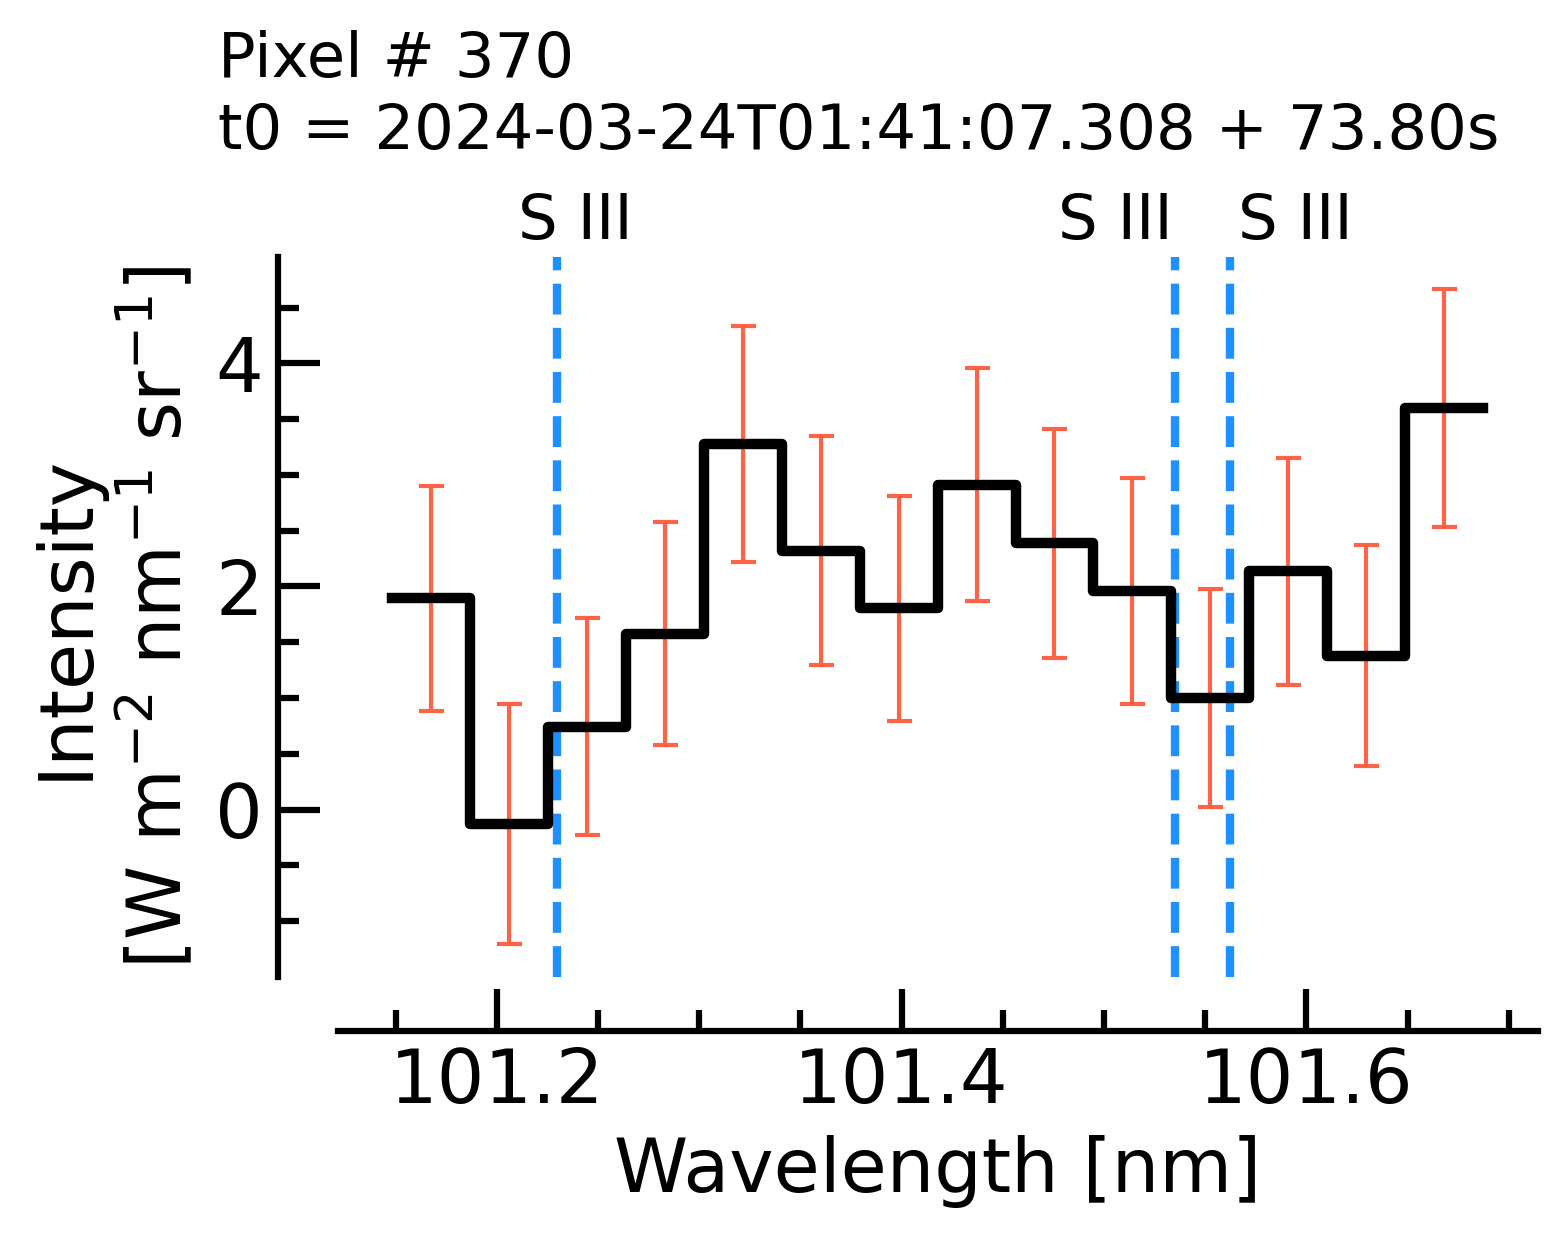 Pixel # 370
t0 = 2024-03-24T01:41:07.308 + 73.80s
S III S III S III
Intensity
[W m⁻² nm⁻¹ sr⁻¹]
4
2
0
101.2 101.4 101.6
Wavelength [nm]